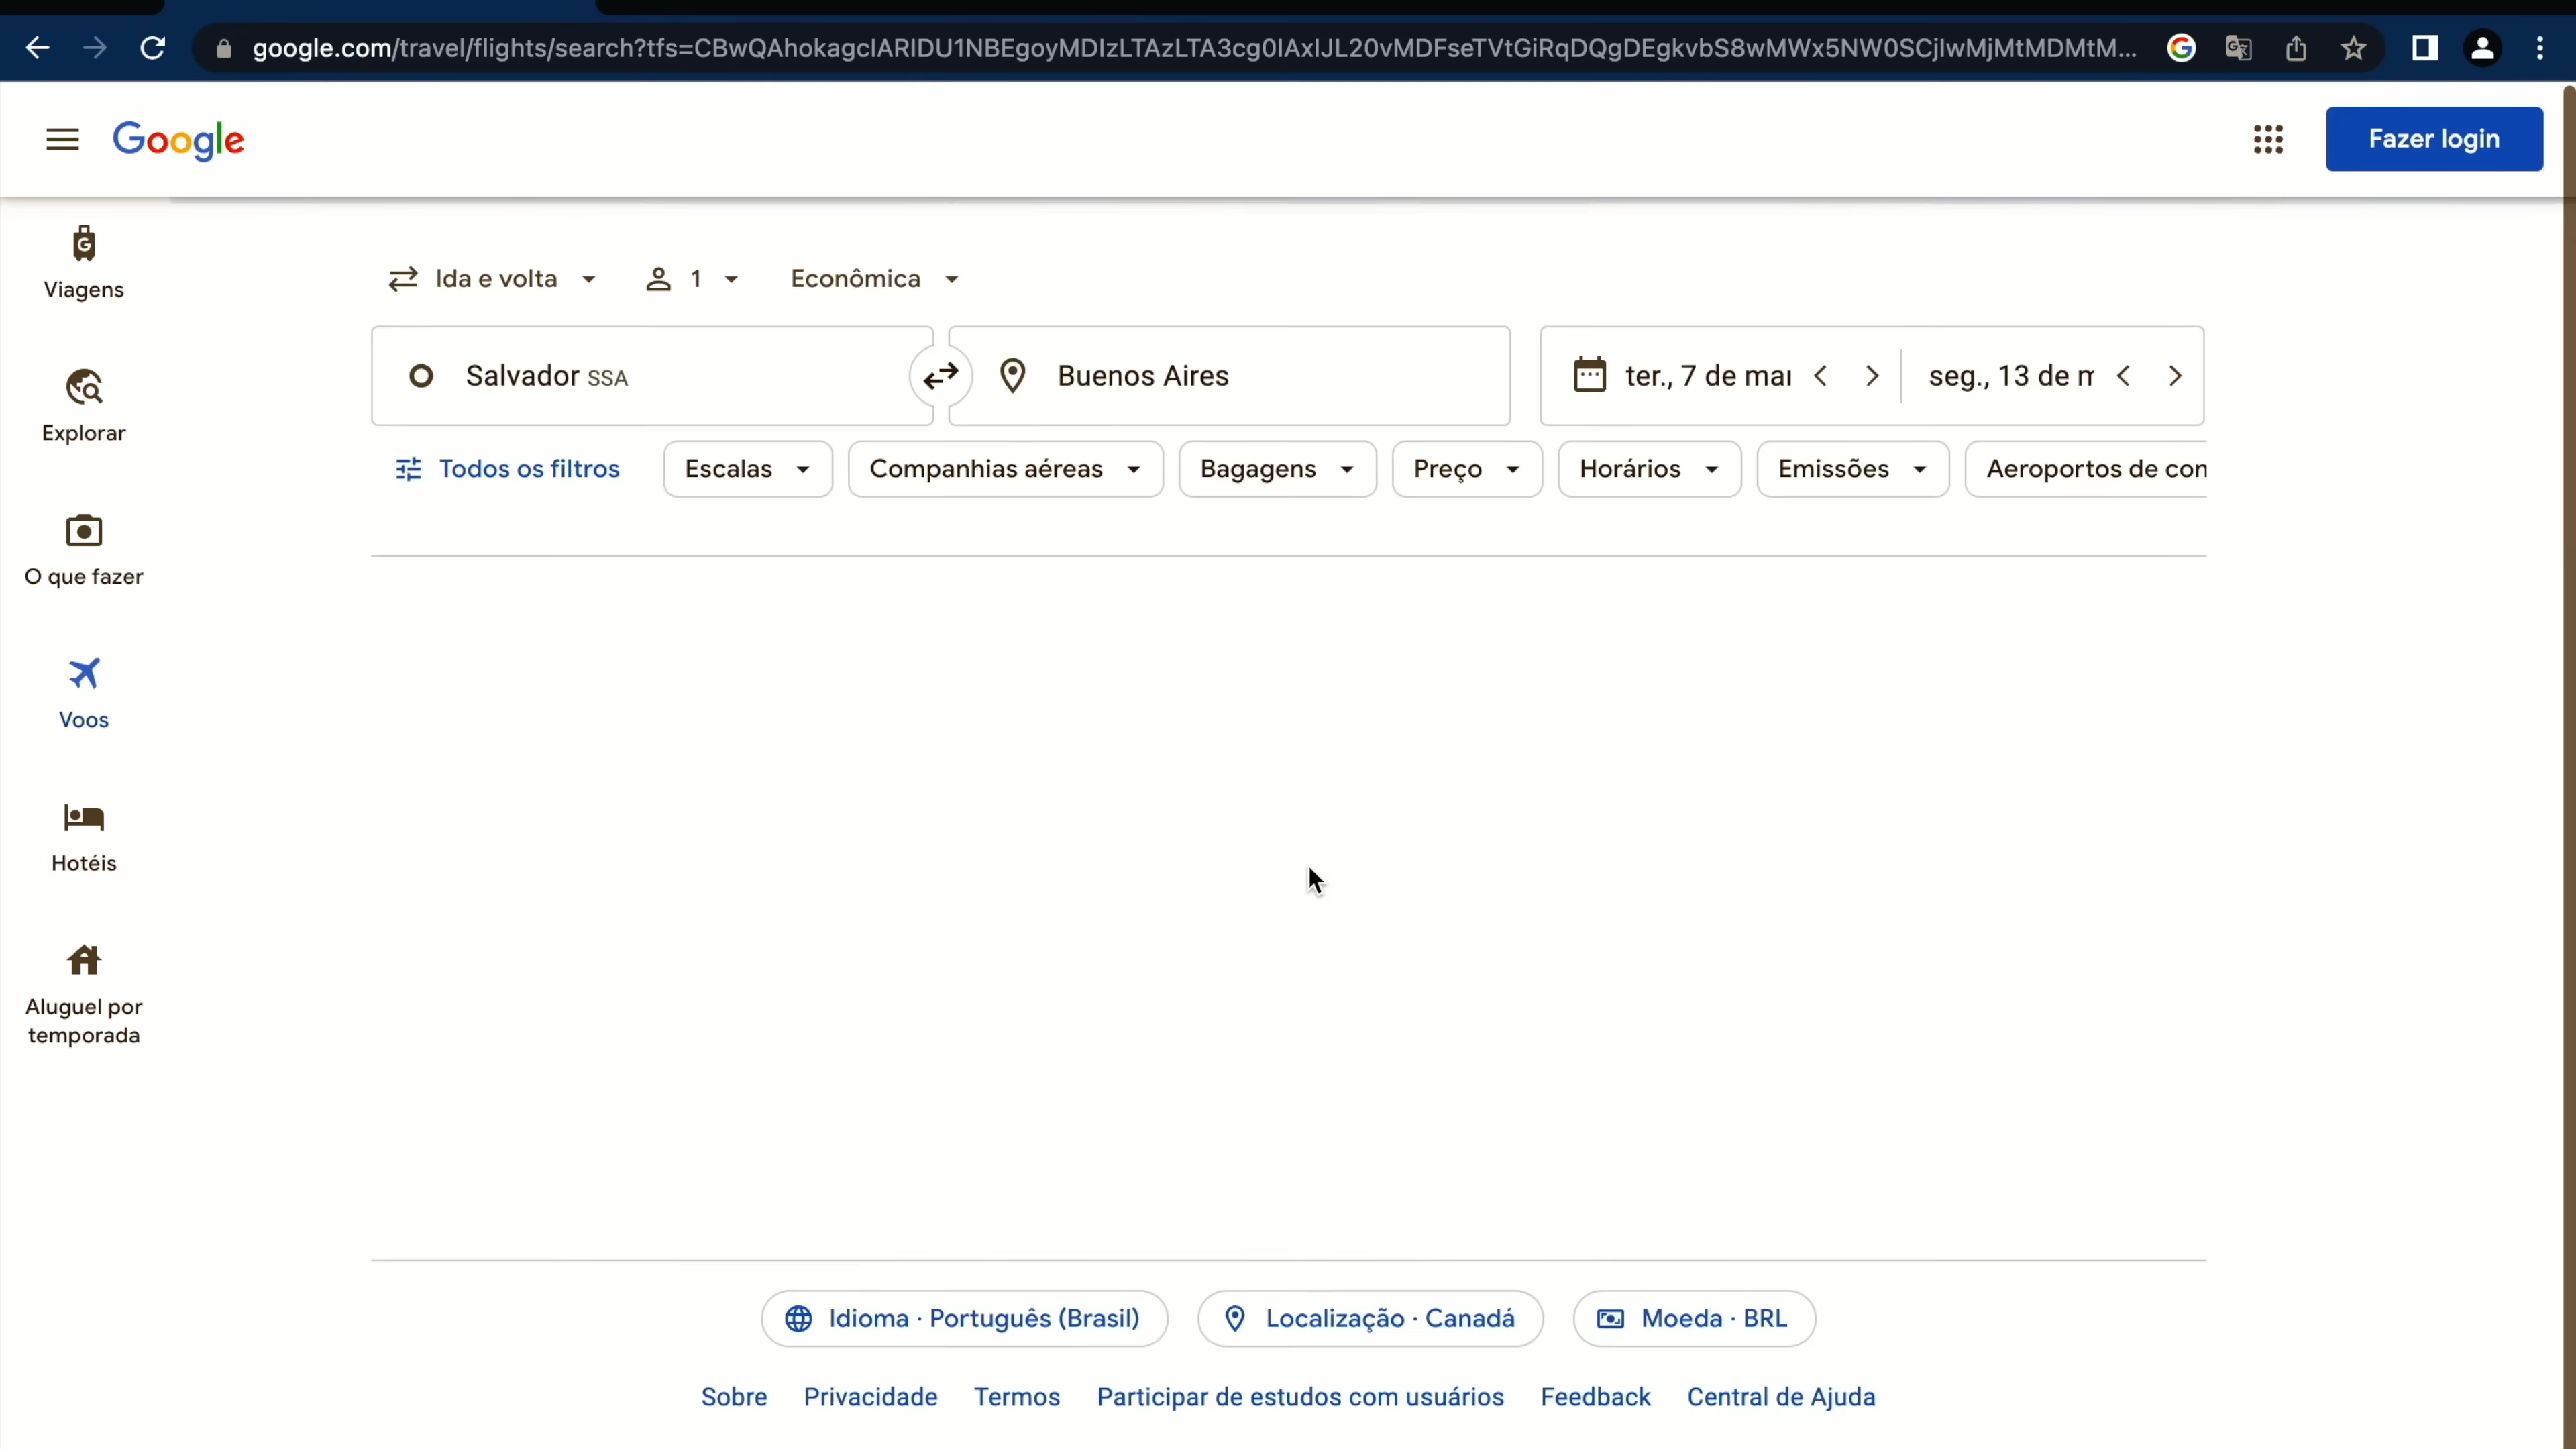 google.com/travel/flights/search?tfs=CBwQAhokagcIARIDU1NBEgoyMDIzLTAzLTA3cg0IAxIJL20vMDFseTVtGiRqDQgDEgkvbS8wMWx5NW0SCjIwMjMtMDMtM...
Google
Fazer login
Viagens
Explorar
O que fazer
Voos
Hotéis
Aluguel por
temporada
Ida e volta 1 Econômica
Salvador SSA Buenos Aires ter., 7 de mar seg., 13 de m
Todos os filtros Escalas Companhias aéreas Bagagens Preço Horários Emissões Aeroportos de con
Idioma · Português (Brasil) Localização · Canadá Moeda · BRL
Sobre Privacidade Termos Participar de estudos com usuários Feedback Central de Ajuda